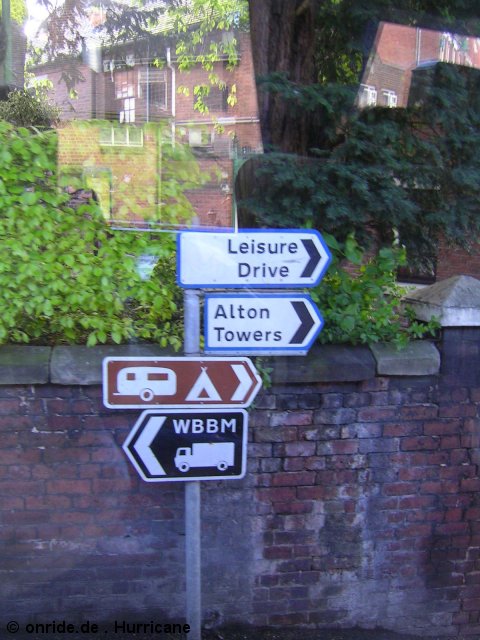 Leisure
Drive
Alton
Towers
WBBM
© onride.de . Hurricane